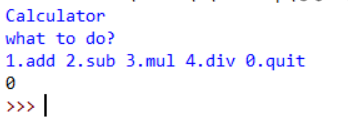 Calculator
what to do?
1.add 2.sub 3.mul 4.div 0.quit
0
>>>